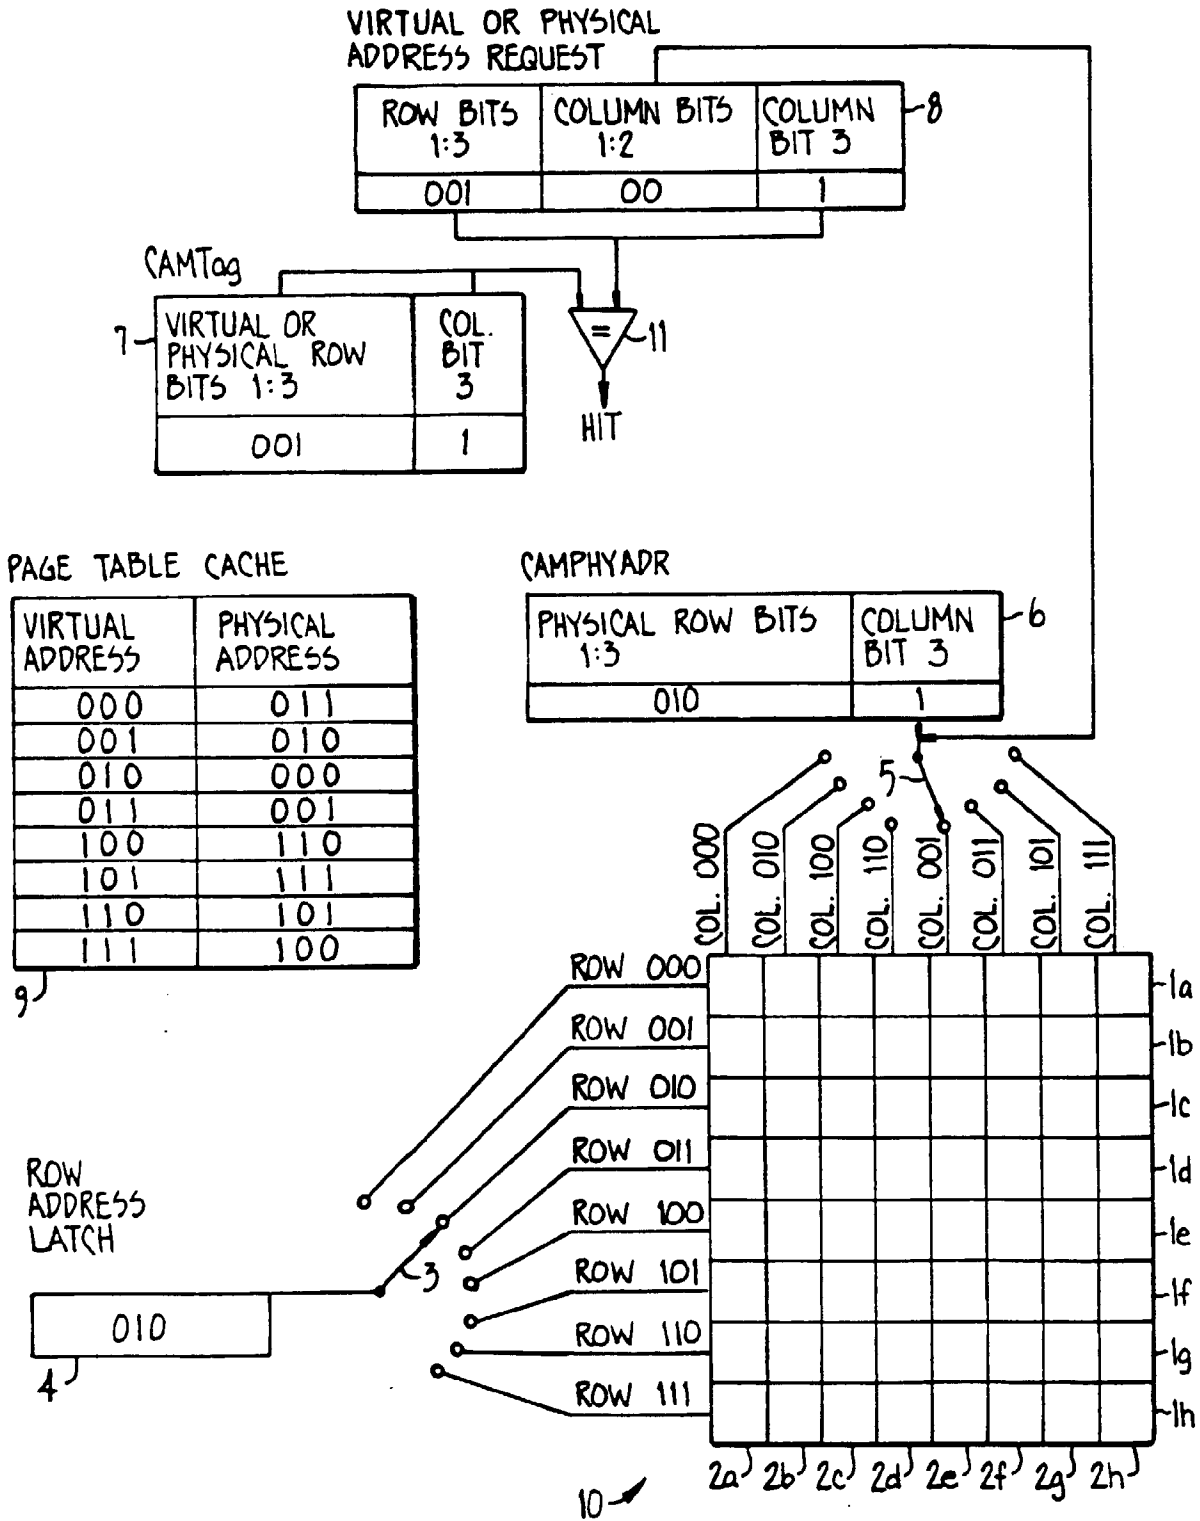 VIRTUAL OR PHYSICAL
ADDRESS REQUEST
ROW BITS
1:3
COLUMN BITS
1:2
COLUMN
BIT 3
8
001
00
1
CAMTag
7
VIRTUAL OR
PHYSICAL ROW
BITS 1:3
COL.
BIT
3
001
1
=
11
HIT
PAGE TABLE CACHE
VIRTUAL
ADDRESS
PHYSICAL
ADDRESS
000 011
001 010
010 000
011 001
100 110
101 111
110 101
111 100
9
CAMPHYADR
PHYSICAL ROW BITS
1:3
COLUMN
BIT 3
6
010
1
5
COL. 000
COL. 010
COL. 100
COL. 110
COL. 001
COL. 011
COL. 101
COL. 111
ROW 000
1a
ROW 001
1b
ROW 010
1c
ROW 011
1d
ROW 100
1e
ROW 101
1f
ROW 110
1g
ROW 111
1h
ROW
ADDRESS
LATCH
3
010
4
2a 2b 2c 2d 2e 2f 2g 2h
10